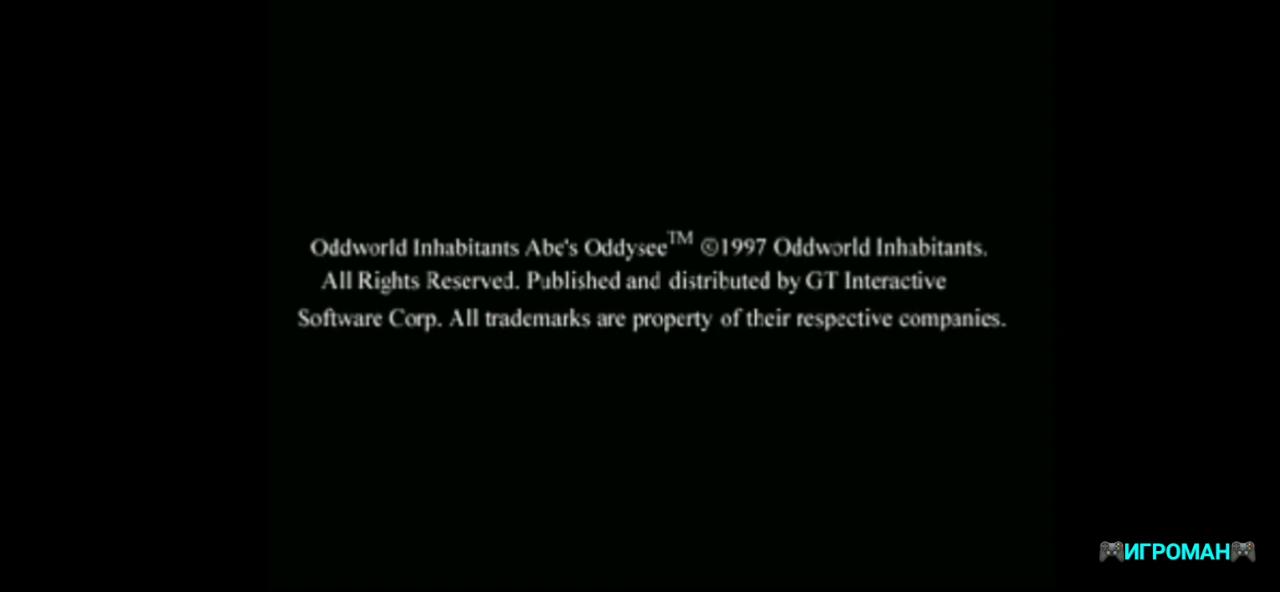 Oddworld Inhabitants Abe's Oddysee™ ©1997 Oddworld Inhabitants.
All Rights Reserved. Published and distributed by GT Interactive
Software Corp. All trademarks are property of their respective companies.
🎮ИГРОМАН🎮